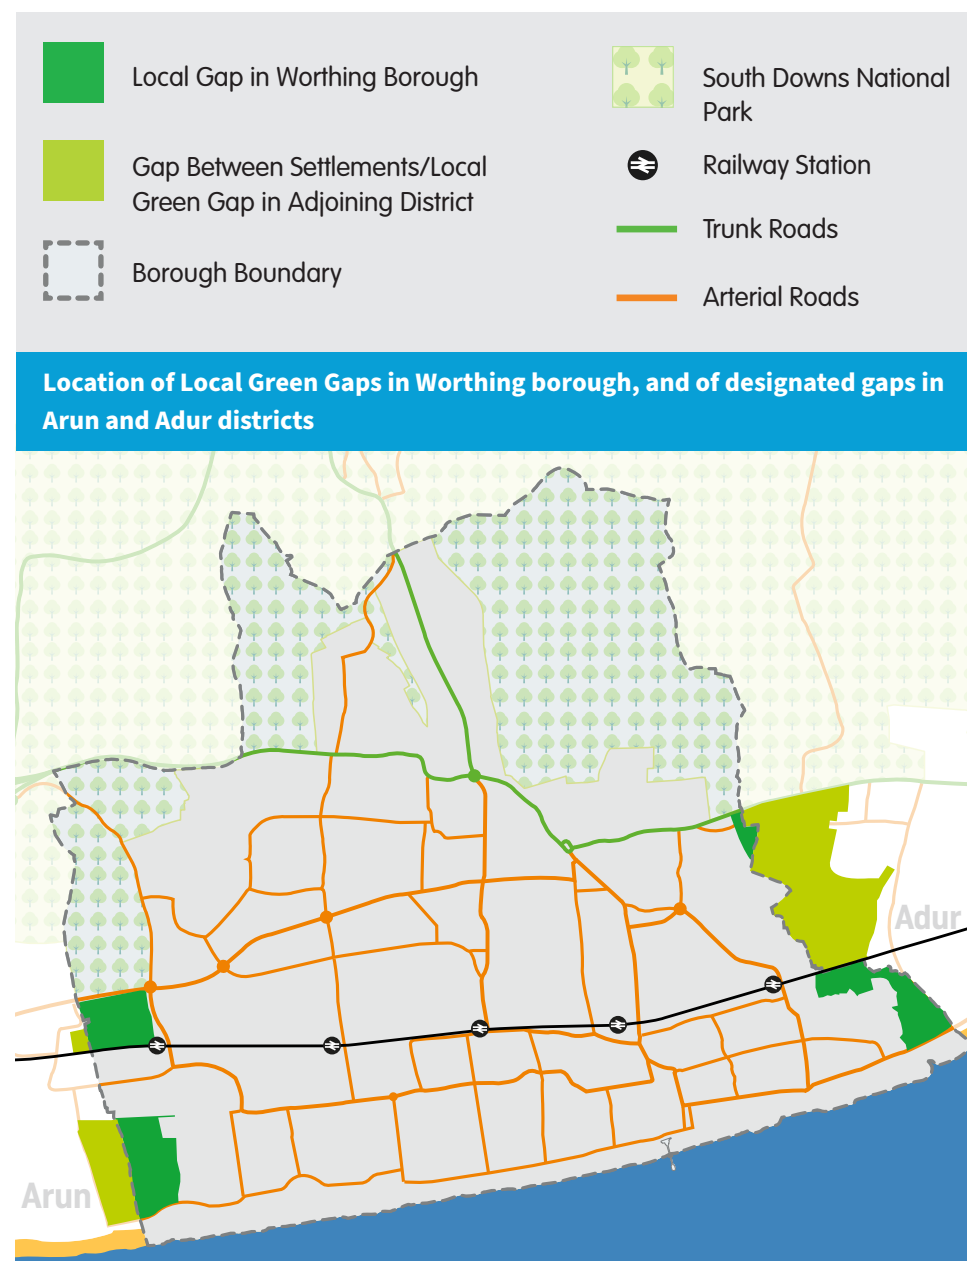 Local Gap in Worthing Borough
Gap Between Settlements/Local
Green Gap in Adjoining District
Borough Boundary
South Downs National
Park
Railway Station
Trunk Roads
Arterial Roads
Location of Local Green Gaps in Worthing borough, and of designated gaps in
Arun and Adur districts
Adur
Arun